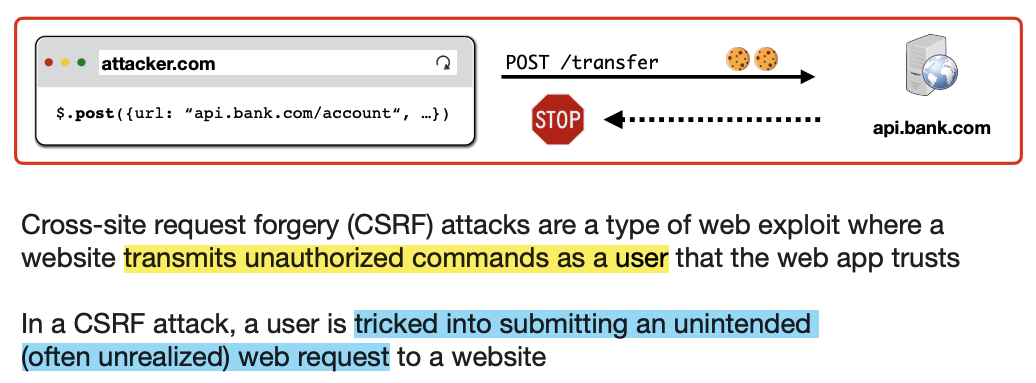 attacker.com
POST /transfer
$.post({url: “api.bank.com/account“, …})
STOP
api.bank.com
Cross-site request forgery (CSRF) attacks are a type of web exploit where a
website transmits unauthorized commands as a user that the web app trusts
In a CSRF attack, a user is tricked into submitting an unintended
(often unrealized) web request to a website